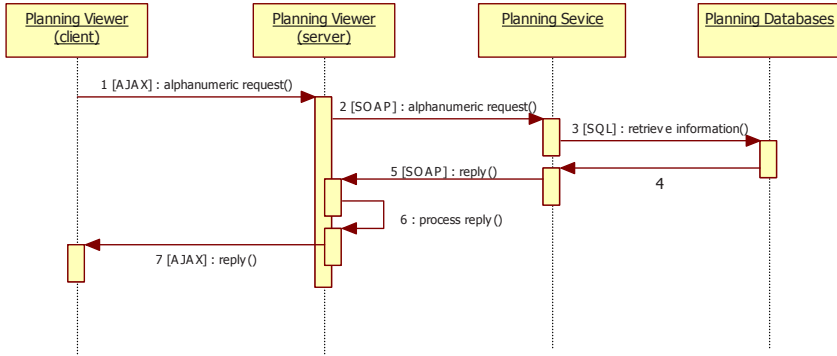 Planning Viewer
(client)
Planning Viewer
(server)
Planning Sevice
Planning Databases
1 [AJAX] : alphanumeric request()
2 [SOAP] : alphanumeric request()
3 [SQL] : retrieve information()
4
5 [SOAP] : reply()
6 : process reply()
7 [AJAX] : reply()